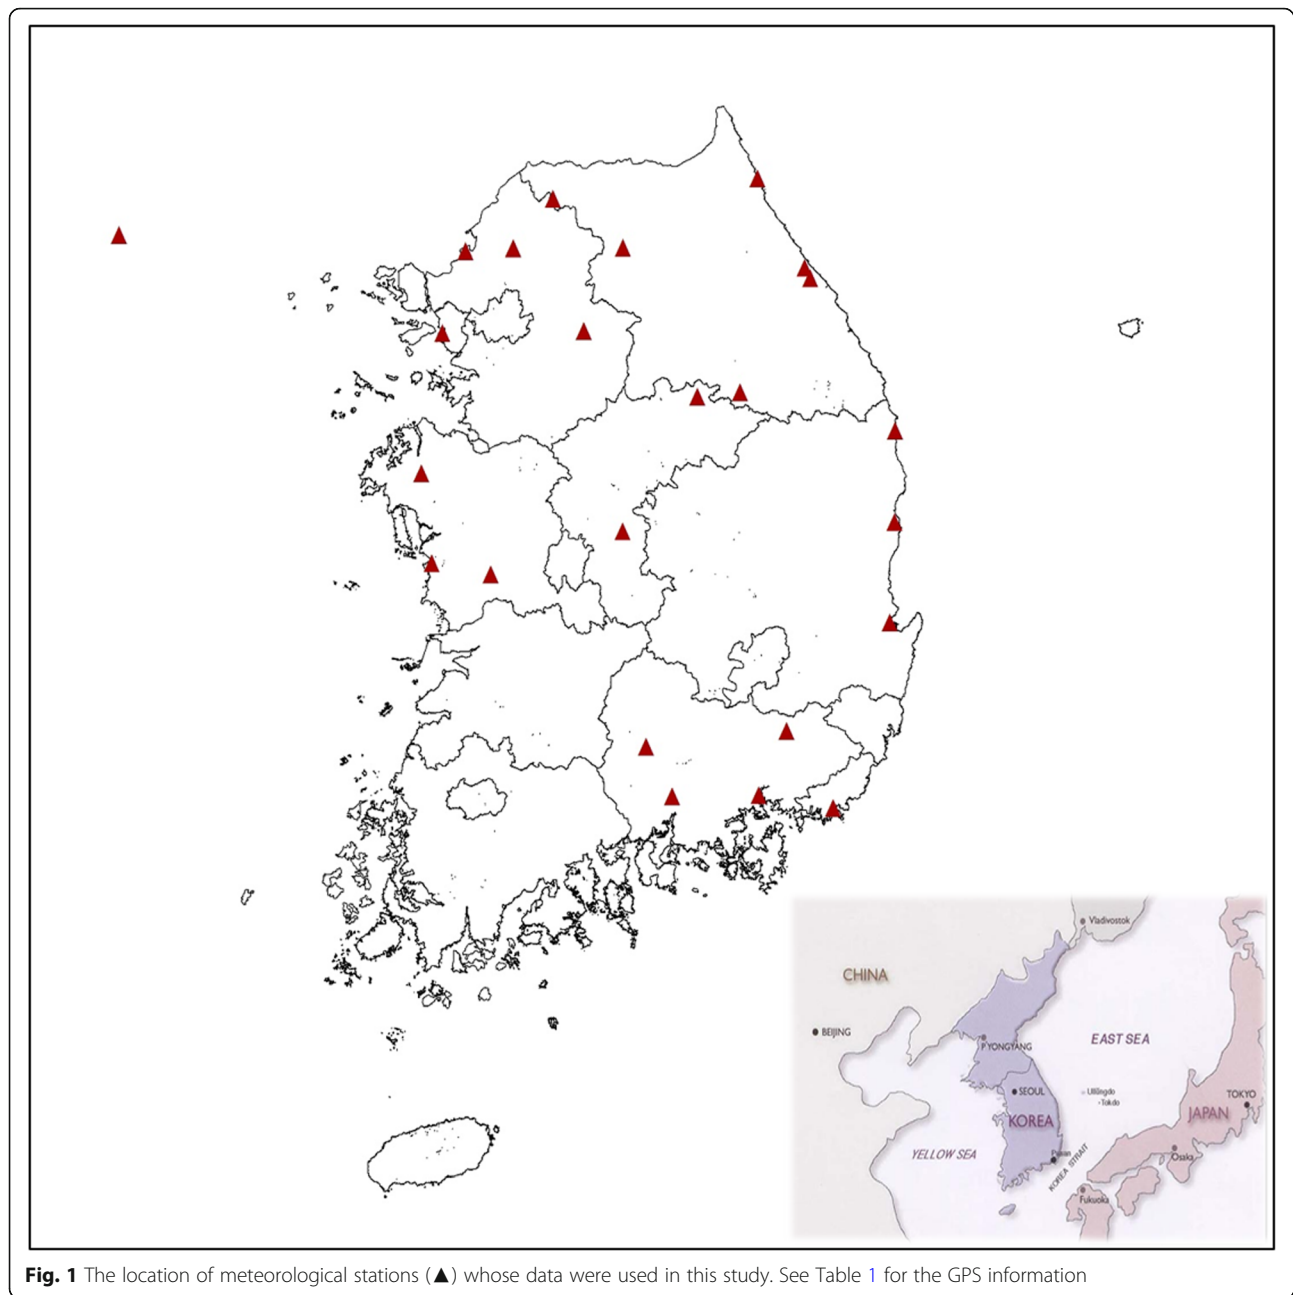 Vladivostok
CHINA
BEIJING
P'YONGYANG
EAST SEA
SEOUL
Ullŭngdo
Tokdo
TOKYO
KOREA
JAPAN
YELLOW SEA
Pusan
Osaka
KOREA STRAIT
Fukuoka
Fig. 1 The location of meteorological stations (▲) whose data were used in this study. See Table 1 for the GPS information